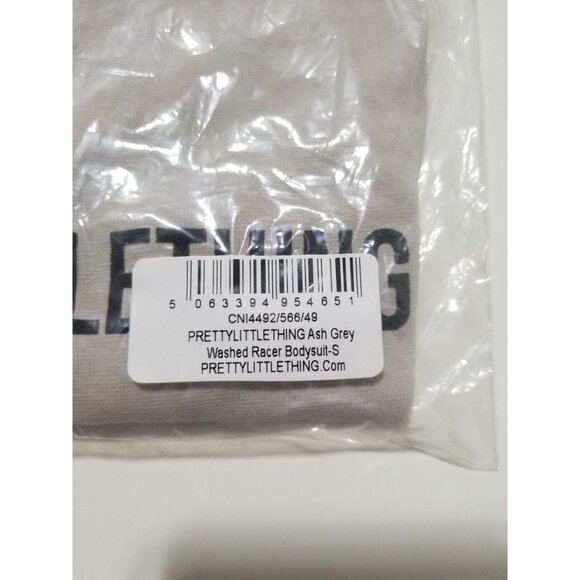 LETHING
5 063394 954651
CNI4492/566/49
PRETTYLITTLETHING Ash Grey
Washed Racer Bodysuit-S
PRETTYLITTLETHING.Com